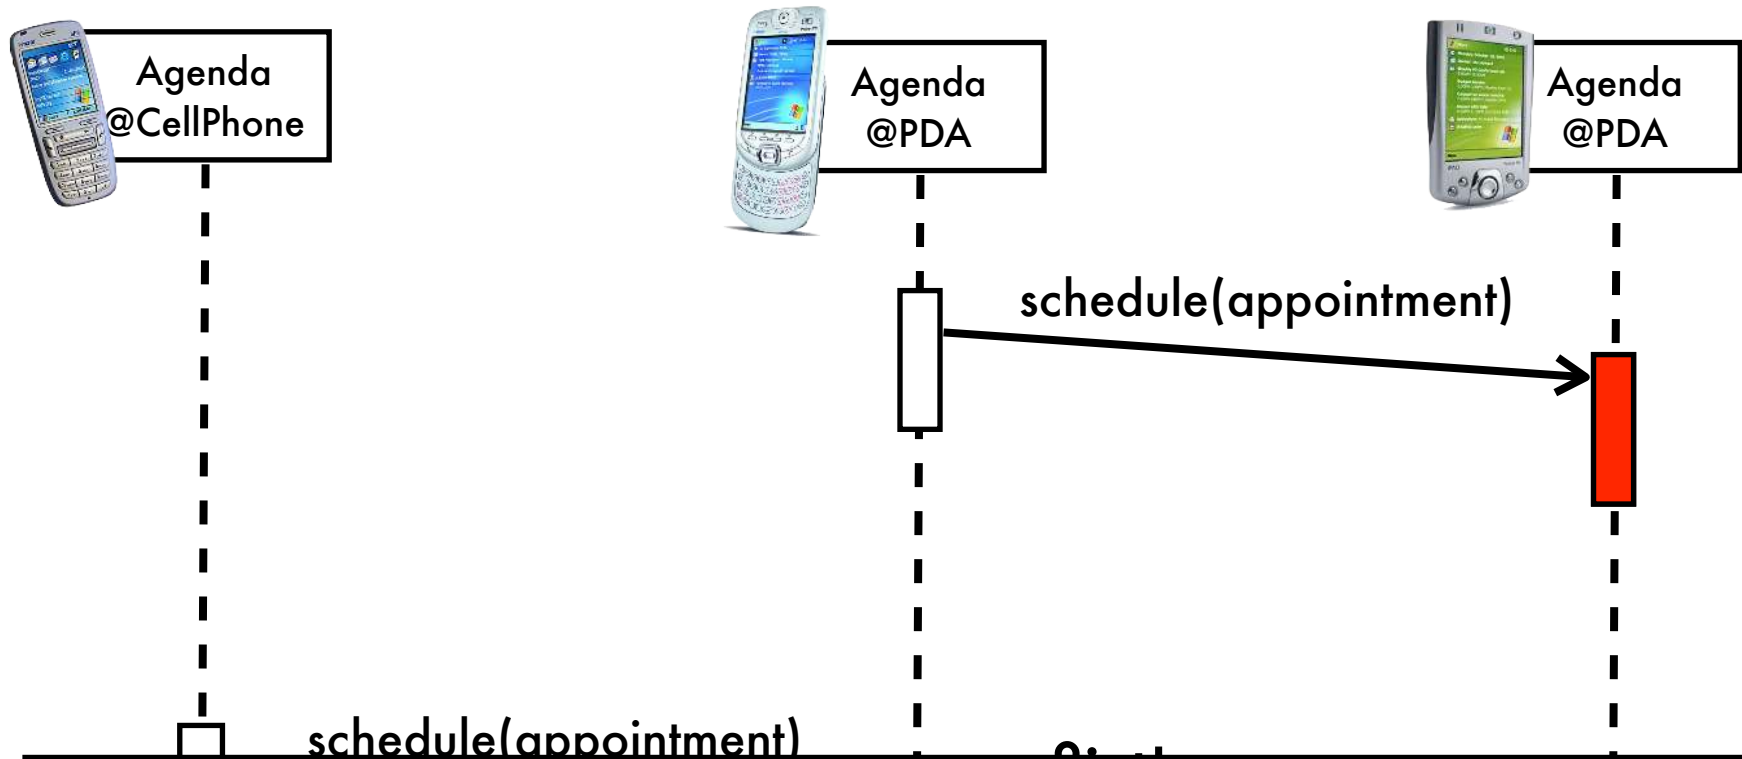 Agenda
@CellPhone
Agenda
@PDA
Agenda
@PDA
schedule(appointment)
schedule(appointment)